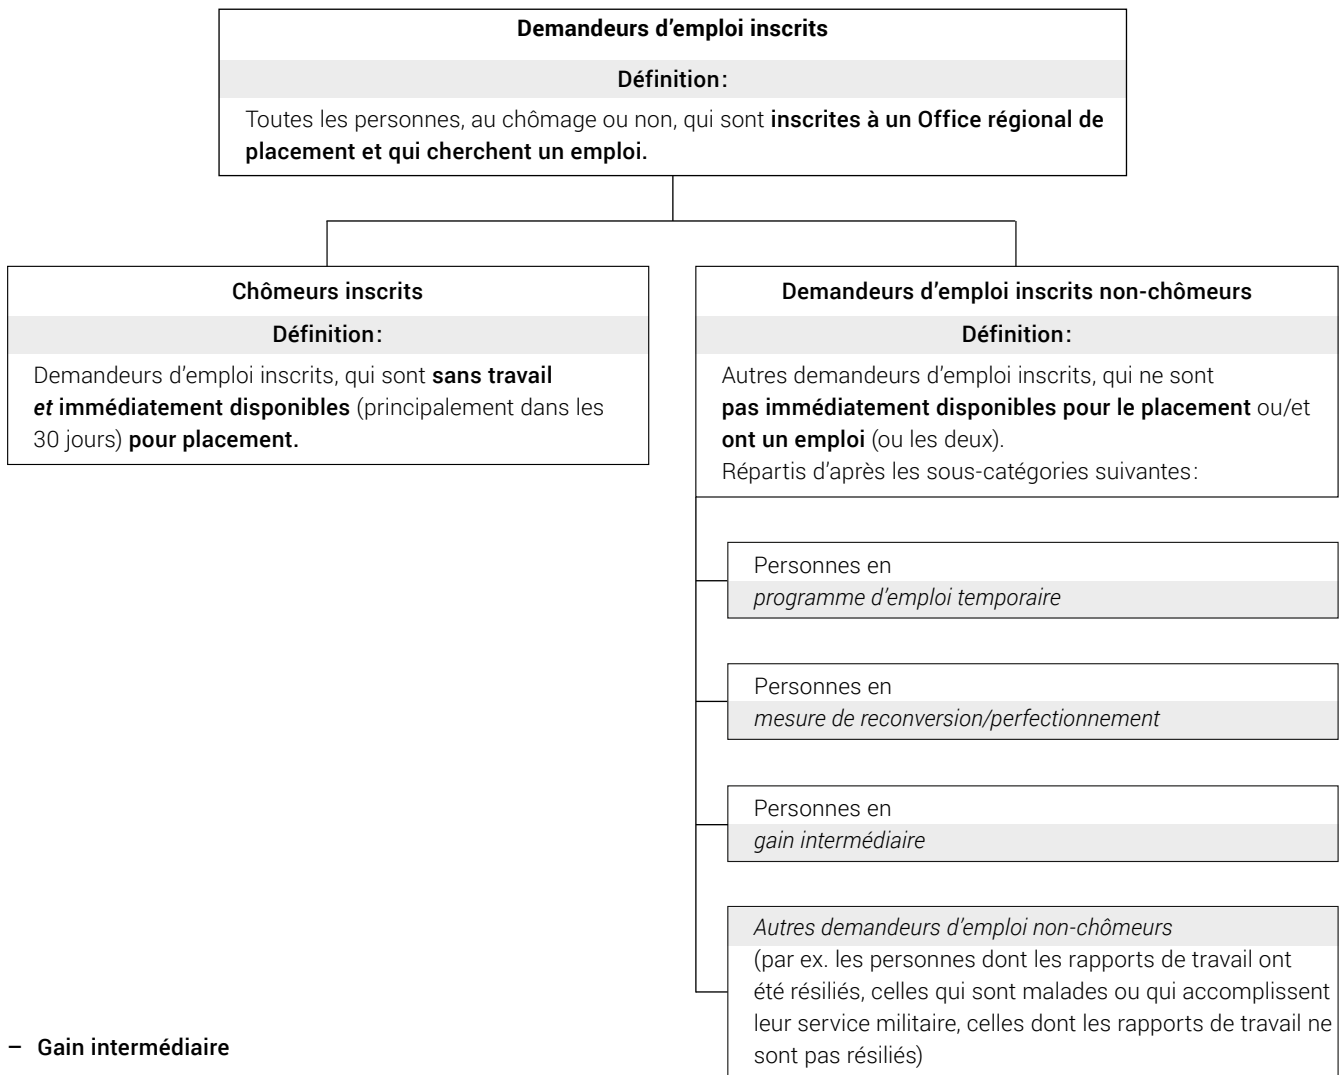 Demandeurs d’emploi inscrits
Définition:
Toutes les personnes, au chômage ou non, qui sont inscrites à un Office régional de
placement et qui cherchent un emploi.
Chômeurs inscrits
Définition:
Demandeurs d’emploi inscrits, qui sont sans travail
et immédiatement disponibles (principalement dans les
30 jours) pour placement.
Demandeurs d’emploi inscrits non-chômeurs
Définition:
Autres demandeurs d’emploi inscrits, qui ne sont
pas immédiatement disponibles pour le placement ou/et
ont un emploi (ou les deux).
Répartis d’après les sous-catégories suivantes:
Personnes en
programme d’emploi temporaire
Personnes en
mesure de reconversion/perfectionnement
Personnes en
gain intermédiaire
Autres demandeurs d’emploi non-chômeurs
(par ex. les personnes dont les rapports de travail ont
été résiliés, celles qui sont malades ou qui accomplissent
leur service militaire, celles dont les rapports de travail ne
sont pas résiliés)
– Gain intermédiaire